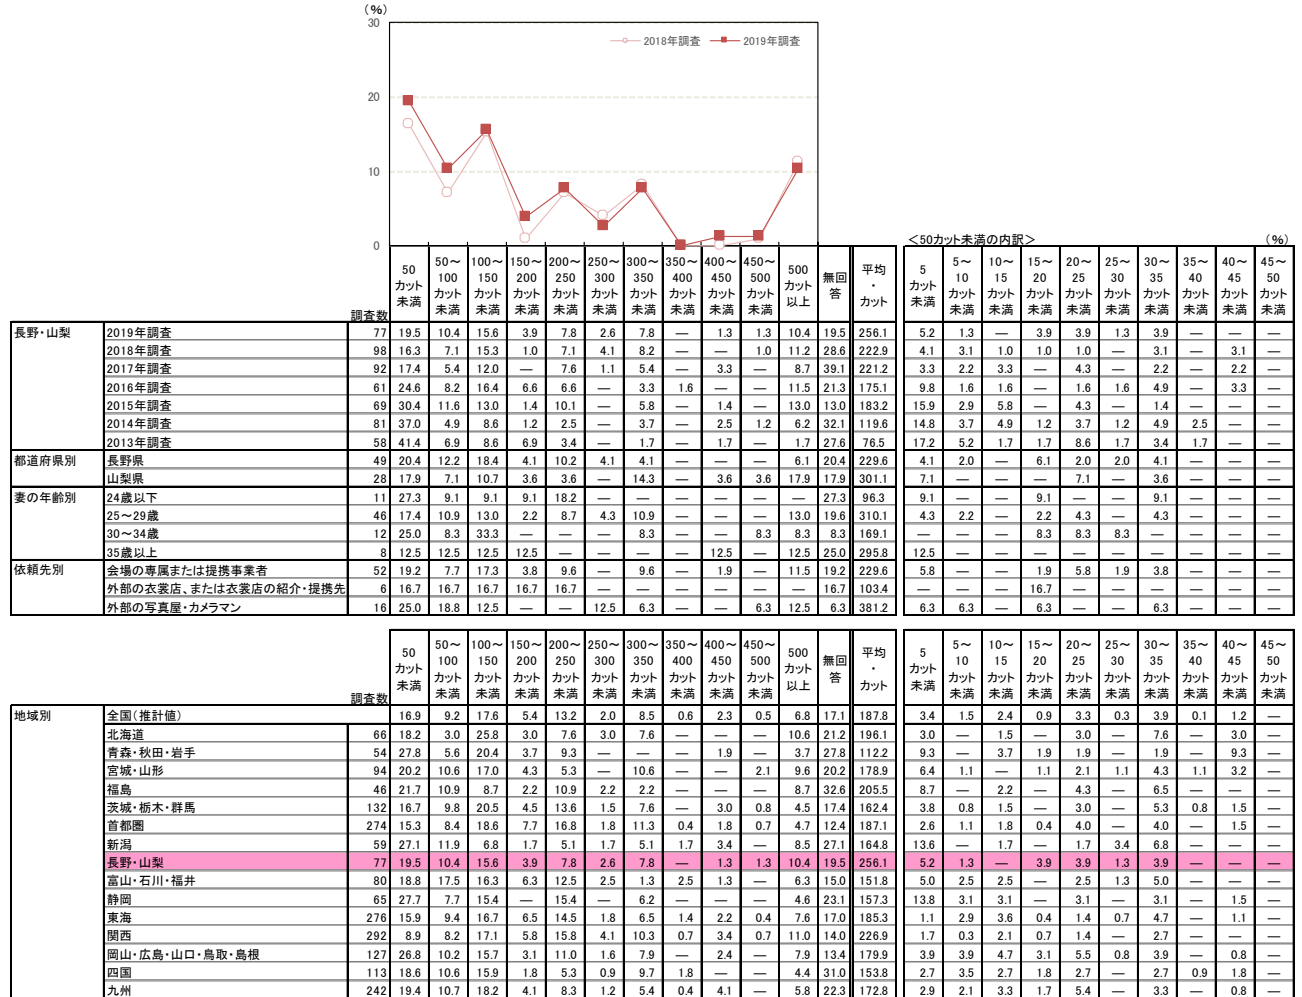 (%)
30
2018年調査 2019年調査
20
10
0
＜50カット未満の内訳＞ (%)
調査数 50カット未満 50～100カット未満 100～150カット未満 150～200カット未満 200～250カット未満 250～300カット未満 300～350カット未満 350～400カット未満 400～450カット未満 450～500カット未満 500カット以上 無回答 平均・カット 5カット未満 5～10カット未満 10～15カット未満 15～20カット未満 20～25カット未満 25～30カット未満 30～35カット未満 35～40カット未満 40～45カット未満 45～50カット未満
長野・山梨 2019年調査 77 19.5 10.4 15.6 3.9 7.8 2.6 7.8 — 1.3 1.3 10.4 19.5 256.1 5.2 1.3 — 3.9 3.9 1.3 3.9 — — —
2018年調査 98 16.3 7.1 15.3 1.0 7.1 4.1 8.2 — — 1.0 11.2 28.6 222.9 4.1 3.1 1.0 1.0 1.0 — 3.1 — 3.1 —
2017年調査 92 17.4 5.4 12.0 — 7.6 1.1 5.4 — 3.3 — 8.7 39.1 221.2 3.3 2.2 3.3 — 4.3 — 2.2 — 2.2 —
2016年調査 61 24.6 8.2 16.4 6.6 6.6 — 3.3 1.6 — — 11.5 21.3 175.1 9.8 1.6 1.6 — 1.6 1.6 4.9 — 3.3 —
2015年調査 69 30.4 11.6 13.0 1.4 10.1 — 5.8 — 1.4 — 13.0 13.0 183.2 15.9 2.9 5.8 — 4.3 — 1.4 — — —
2014年調査 81 37.0 4.9 8.6 1.2 2.5 — 3.7 — 2.5 1.2 6.2 32.1 119.6 14.8 3.7 4.9 1.2 3.7 1.2 4.9 2.5 — —
2013年調査 58 41.4 6.9 8.6 6.9 3.4 — 1.7 — 1.7 — 1.7 27.6 76.5 17.2 5.2 1.7 1.7 8.6 1.7 3.4 1.7 — —
都道府県別 長野県 49 20.4 12.2 18.4 4.1 10.2 4.1 4.1 — — — 6.1 20.4 229.6 4.1 2.0 — 6.1 2.0 2.0 4.1 — — —
山梨県 28 17.9 7.1 10.7 3.6 3.6 — 14.3 — 3.6 3.6 17.9 17.9 301.1 7.1 — — — 7.1 — 3.6 — — —
妻の年齢別 24歳以下 11 27.3 9.1 9.1 9.1 18.2 — — — — — — 27.3 96.3 9.1 — — 9.1 — — 9.1 — — —
25～29歳 46 17.4 10.9 13.0 2.2 8.7 4.3 10.9 — — — 13.0 19.6 310.1 4.3 2.2 — 2.2 4.3 — 4.3 — — —
30～34歳 12 25.0 8.3 33.3 — — — 8.3 — — 8.3 8.3 8.3 169.1 — — — 8.3 8.3 8.3 — — — —
35歳以上 8 12.5 12.5 12.5 12.5 — — — — 12.5 — 12.5 25.0 295.8 12.5 — — — — — — — — —
依頼先別 会場の専属または提携事業者 52 19.2 7.7 17.3 3.8 9.6 — 9.6 — 1.9 — 11.5 19.2 229.6 5.8 — — 1.9 5.8 1.9 3.8 — — —
外部の衣裳店、または衣裳店の紹介・提携先 6 16.7 16.7 16.7 16.7 16.7 — — — — — — 16.7 103.4 — — — 16.7 — — — — — —
外部の写真屋・カメラマン 16 25.0 18.8 12.5 — — 12.5 6.3 — — 6.3 12.5 6.3 381.2 6.3 6.3 — 6.3 — — 6.3 — — —
調査数 50カット未満 50～100カット未満 100～150カット未満 150～200カット未満 200～250カット未満 250～300カット未満 300～350カット未満 350～400カット未満 400～450カット未満 450～500カット未満 500カット以上 無回答 平均・カット 5カット未満 5～10カット未満 10～15カット未満 15～20カット未満 20～25カット未満 25～30カット未満 30～35カット未満 35～40カット未満 40～45カット未満 45～50カット未満
地域別 全国(推計値) 16.9 9.2 17.6 5.4 13.2 2.0 8.5 0.6 2.3 0.5 6.8 17.1 187.8 3.4 1.5 2.4 0.9 3.3 0.3 3.9 0.1 1.2 —
北海道 66 18.2 3.0 25.8 3.0 7.6 3.0 7.6 — — — 10.6 21.2 196.1 3.0 — 1.5 — 3.0 — 7.6 — 3.0 —
青森・秋田・岩手 54 27.8 5.6 20.4 3.7 9.3 — — — 1.9 — 3.7 27.8 112.2 9.3 — 3.7 1.9 1.9 — 1.9 — 9.3 —
宮城・山形 94 20.2 10.6 17.0 4.3 5.3 — 10.6 — — 2.1 9.6 20.2 178.9 6.4 1.1 — 1.1 2.1 1.1 4.3 1.1 3.2 —
福島 46 21.7 10.9 8.7 2.2 10.9 2.2 2.2 — — — 8.7 32.6 205.5 8.7 — 2.2 — 4.3 — 6.5 — — —
茨城・栃木・群馬 132 16.7 9.8 20.5 4.5 13.6 1.5 7.6 — 3.0 0.8 4.5 17.4 162.4 3.8 0.8 1.5 — 3.0 — 5.3 0.8 1.5 —
首都圏 274 15.3 8.4 18.6 7.7 16.8 1.8 11.3 0.4 1.8 0.7 4.7 12.4 187.1 2.6 1.1 1.8 0.4 4.0 — 4.0 — 1.5 —
新潟 59 27.1 11.9 6.8 1.7 5.1 1.7 5.1 1.7 3.4 — 8.5 27.1 164.8 13.6 — 1.7 — 1.7 3.4 6.8 — — —
長野・山梨 77 19.5 10.4 15.6 3.9 7.8 2.6 7.8 — 1.3 1.3 10.4 19.5 256.1 5.2 1.3 — 3.9 3.9 1.3 3.9 — — —
富山・石川・福井 80 18.8 17.5 16.3 6.3 12.5 2.5 1.3 2.5 1.3 — 6.3 15.0 151.8 5.0 2.5 2.5 — 2.5 1.3 5.0 — — —
静岡 65 27.7 7.7 15.4 — 15.4 — 6.2 — — — 4.6 23.1 157.3 13.8 3.1 3.1 — 3.1 — 3.1 — 1.5 —
東海 276 15.9 9.4 16.7 6.5 14.5 1.8 6.5 1.4 2.2 0.4 7.6 17.0 185.3 1.1 2.9 3.6 0.4 1.4 0.7 4.7 — 1.1 —
関西 292 8.9 8.2 17.1 5.8 15.8 4.1 10.3 0.7 3.4 0.7 11.0 14.0 226.9 1.7 0.3 2.1 0.7 1.4 — 2.7 — — —
岡山・広島・山口・鳥取・島根 127 26.8 10.2 15.7 3.1 11.0 1.6 7.9 — 2.4 — 7.9 13.4 179.9 3.9 3.9 4.7 3.1 5.5 0.8 3.9 — 0.8 —
四国 113 18.6 10.6 15.9 1.8 5.3 0.9 9.7 1.8 — — 4.4 31.0 153.8 2.7 3.5 2.7 1.8 2.7 — 2.7 0.9 1.8 —
九州 242 19.4 10.7 18.2 4.1 8.3 1.2 5.4 0.4 4.1 — 5.8 22.3 172.8 2.9 2.1 3.3 1.7 5.4 — 3.3 — 0.8 —